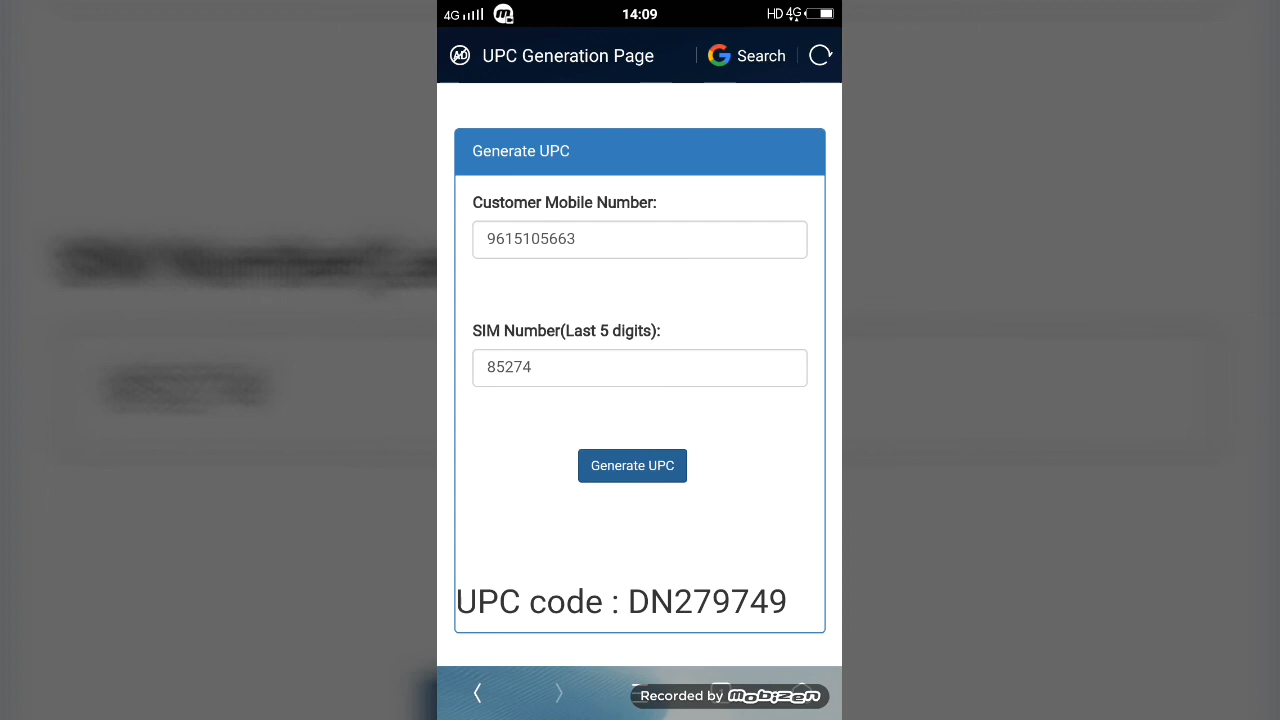 4G 14:09 HD 4G
UPC Generation Page Search
Generate UPC
Customer Mobile Number:
9615105663
SIM Number(Last 5 digits):
85274
Generate UPC
UPC code : DN279749
Recorded by mobizen